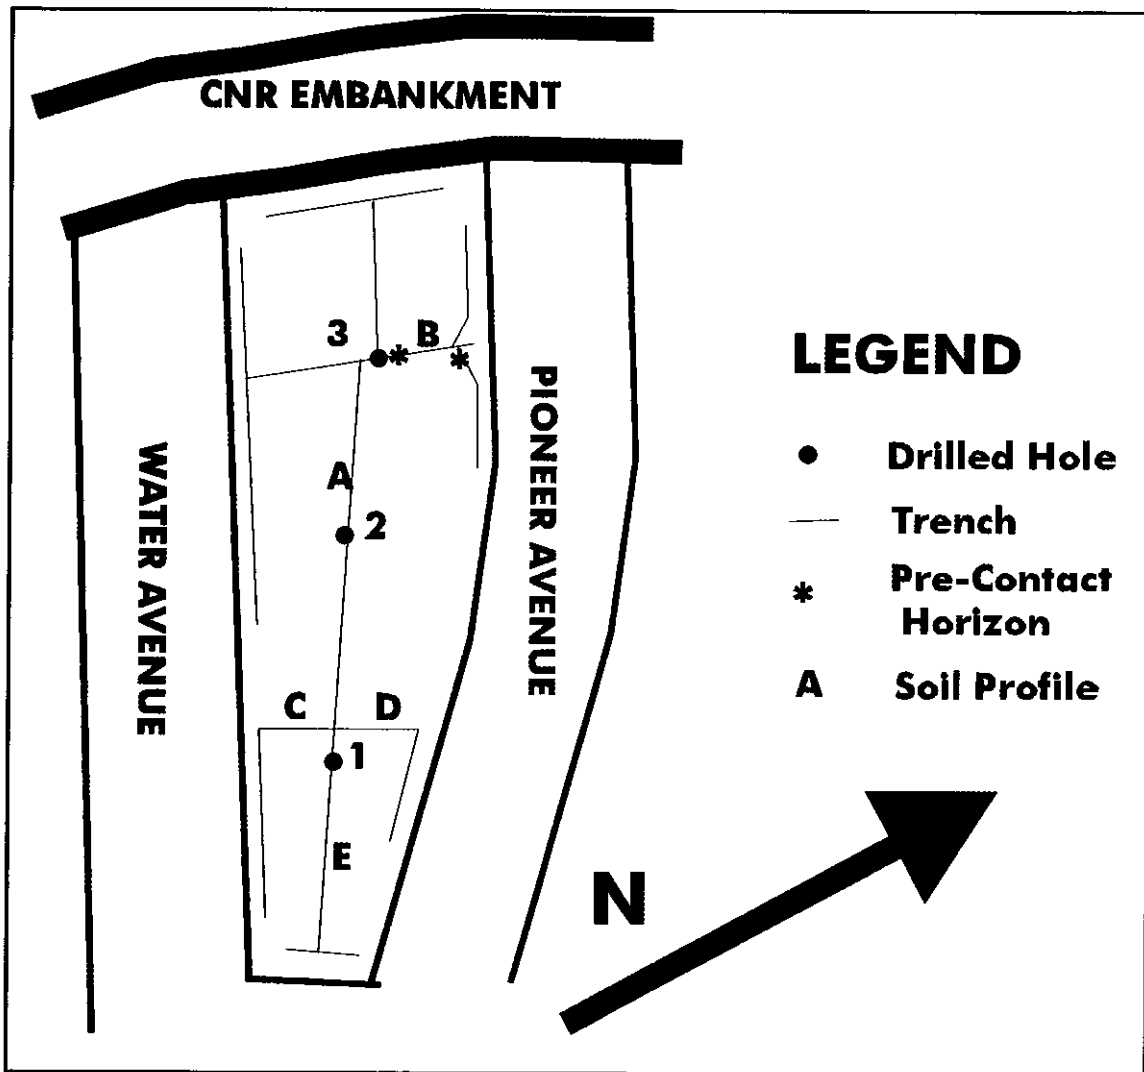 CNR EMBANKMENT
3
B
A
2
WATER AVENUE
PIONEER AVENUE
C
D
1
E
LEGEND
Drilled Hole
Trench
* Pre-Contact
Horizon
A Soil Profile
N